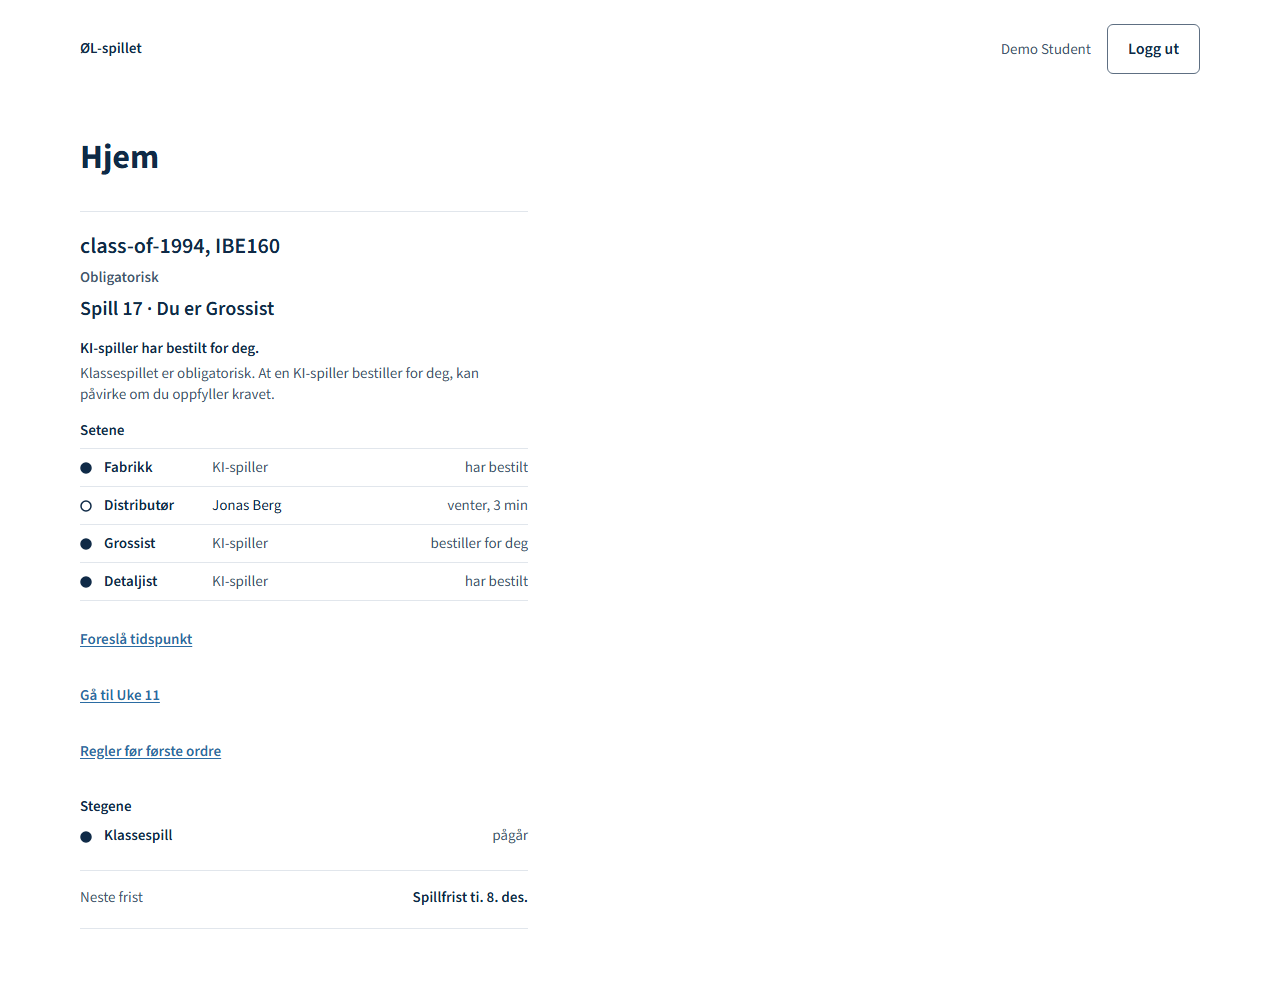 ØL-spillet
Demo Student
Logg ut
Hjem
class-of-1994, IBE160
Obligatorisk
Spill 17 · Du er Grossist
KI-spiller har bestilt for deg.
Klassespillet er obligatorisk. At en KI-spiller bestiller for deg, kan
påvirke om du oppfyller kravet.
Setene
Fabrikk KI-spiller har bestilt
Distributør Jonas Berg venter, 3 min
Grossist KI-spiller bestiller for deg
Detaljist KI-spiller har bestilt
Foreslå tidspunkt
Gå til Uke 11
Regler før første ordre
Stegene
Klassespill pågår
Neste frist Spillfrist ti. 8. des.